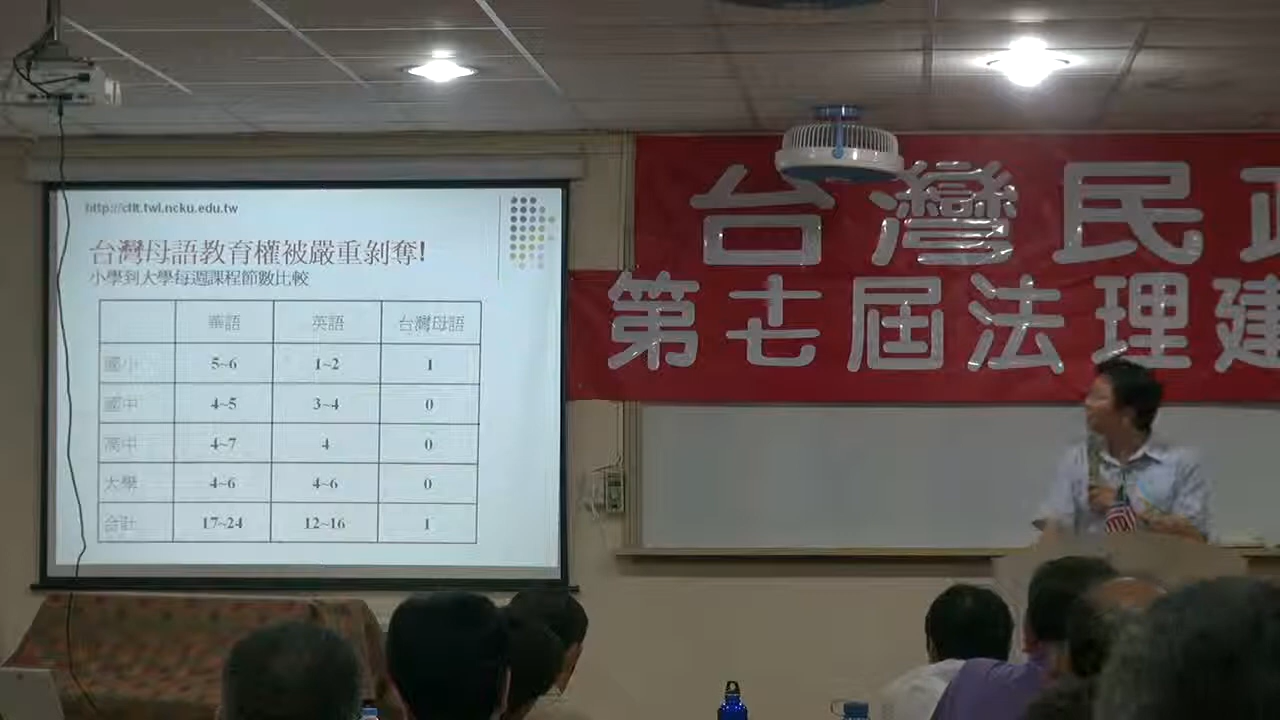 http://cflt.twl.ncku.edu.tw
台灣母語教育權被嚴重剝奪!
小學到大學每週課程節數比較
華語 英語 台灣母語
國小 5~6 1~2 1
國中 4~5 3~4 0
高中 4~7 4 0
大學 4~6 4~6 0
合計 17~24 12~16 1
台灣民政
第七屆法理建